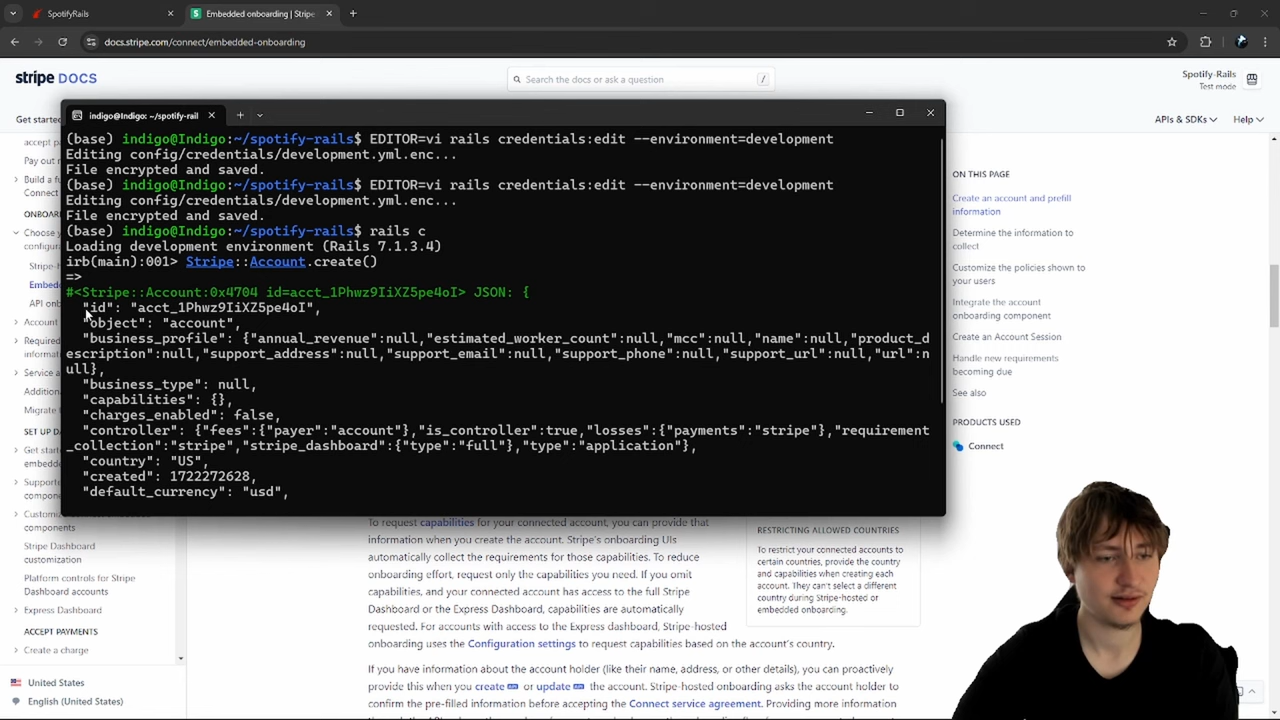 SpotifyRails
Embedded onboarding | Stripe
docs.stripe.com/connect/embedded-onboarding
stripe DOCS
Search the docs or ask a question
/
Spotify-Rails
Test mode
Get starte
APIs & SDKs
Help
indigo@Indigo: ~/spotify-rail
(base) indigo@Indigo:~/spotify-rails$ EDITOR=vi rails credentials:edit --environment=development
Editing config/credentials/development.yml.enc...
File encrypted and saved.
(base) indigo@Indigo:~/spotify-rails$ EDITOR=vi rails credentials:edit --environment=development
Editing config/credentials/development.yml.enc...
File encrypted and saved.
(base) indigo@Indigo:~/spotify-rails$ rails c
Loading development environment (Rails 7.1.3.4)
irb(main):001> Stripe::Account.create()
=>
#<Stripe::Account:0x4704 id=acct_1Phwz9IiXZ5pe4oI> JSON: {
"id": "acct_1Phwz9IiXZ5pe4oI",
"object": "account",
"business_profile": {"annual_revenue":null,"estimated_worker_count":null,"mcc":null,"name":null,"product_d
escription":null,"support_address":null,"support_email":null,"support_phone":null,"support_url":null,"url":n
ull},
"business_type": null,
"capabilities": {},
"charges_enabled": false,
"controller": {"fees":{"payer":"account"},"is_controller":true,"losses":{"payments":"stripe"},"requirement
_collection":"stripe","stripe_dashboard":{"type":"full"},"type":"application"},
"country": "US",
"created": 1722272628,
"default_currency": "usd",
accept paym
Pay out m
Build a fu
Connect
ONBOAR
Choose y
configura
Stripe-h
Embed
API onb
Account
Require
informat
Service a
Addition
Migrate
SET UP D
Get start
embedde
Supporte
compone
Customiz
compone
Stripe Dashboard
customization
Platform controls for Stripe
Dashboard accounts
Express Dashboard
ACCEPT PAYMENTS
Create a charge
United States
English (United States)
To request capabilities for your connected account, you can provide that
information when you create the account. Stripe's onboarding UIs
automatically collect the requirements for those capabilities. To reduce
onboarding effort, request only the capabilities you need. If you omit
capabilities, and your connected account has access to the full Stripe
Dashboard or the Express Dashboard, capabilities are automatically
requested. For accounts with access to the Express dashboard, Stripe-hosted
onboarding uses the Configuration settings to request capabilities based on the account's country.
If you have information about the account holder (like their name, address, or other details), you can proactively
provide this when you create API or update API the account. Stripe-hosted onboarding asks the account holder to
confirm the pre-filled information before accepting the Connect service agreement. Providing more information
RESTRICTING ALLOWED COUNTRIES
To restrict your connected accounts to
certain countries, provide the country
and capabilities when creating each
account. They can't select a different
country during Stripe-hosted or
embedded onboarding.
ON THIS PAGE
Create an account and prefill
information
Determine the information to
collect
Customize the policies shown to
your users
Integrate the account
onboarding component
Create an Account Session
Handle new requirements
becoming due
See also
PRODUCTS USED
Connect